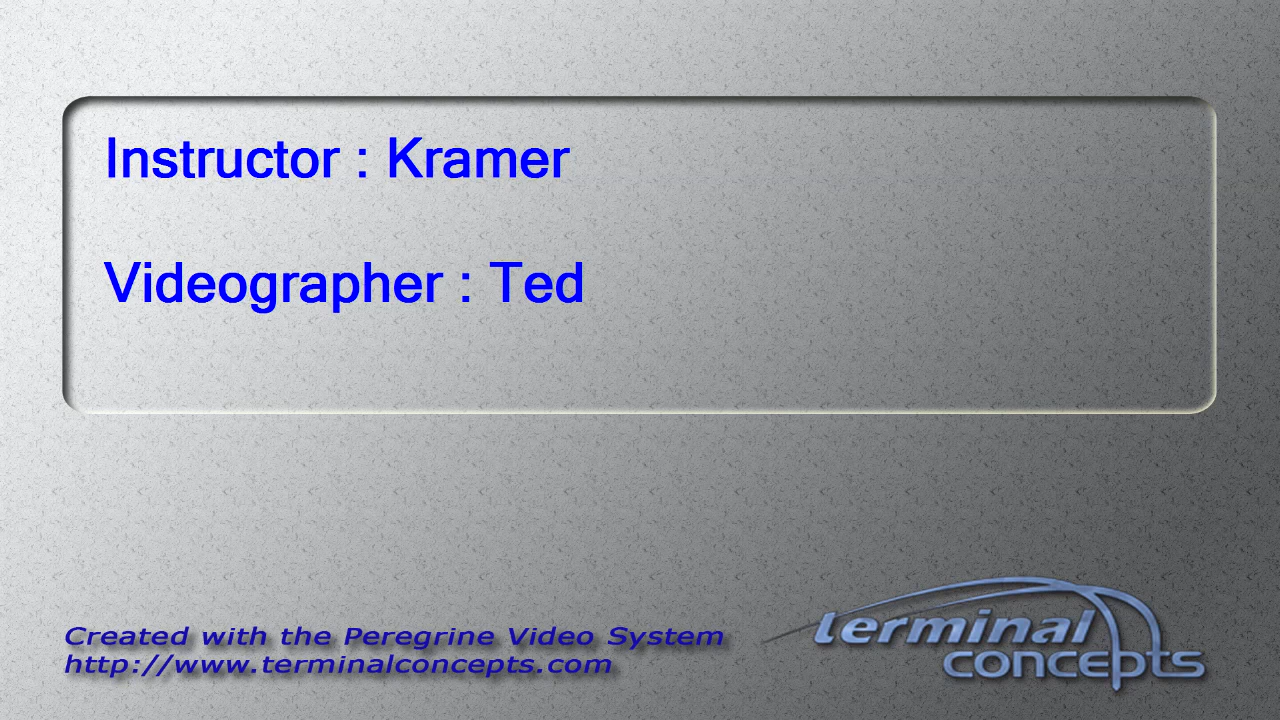 Instructor : Kramer
Videographer : Ted
Created with the Peregrine Video System
http://www.terminalconcepts.com
terminal
concepts